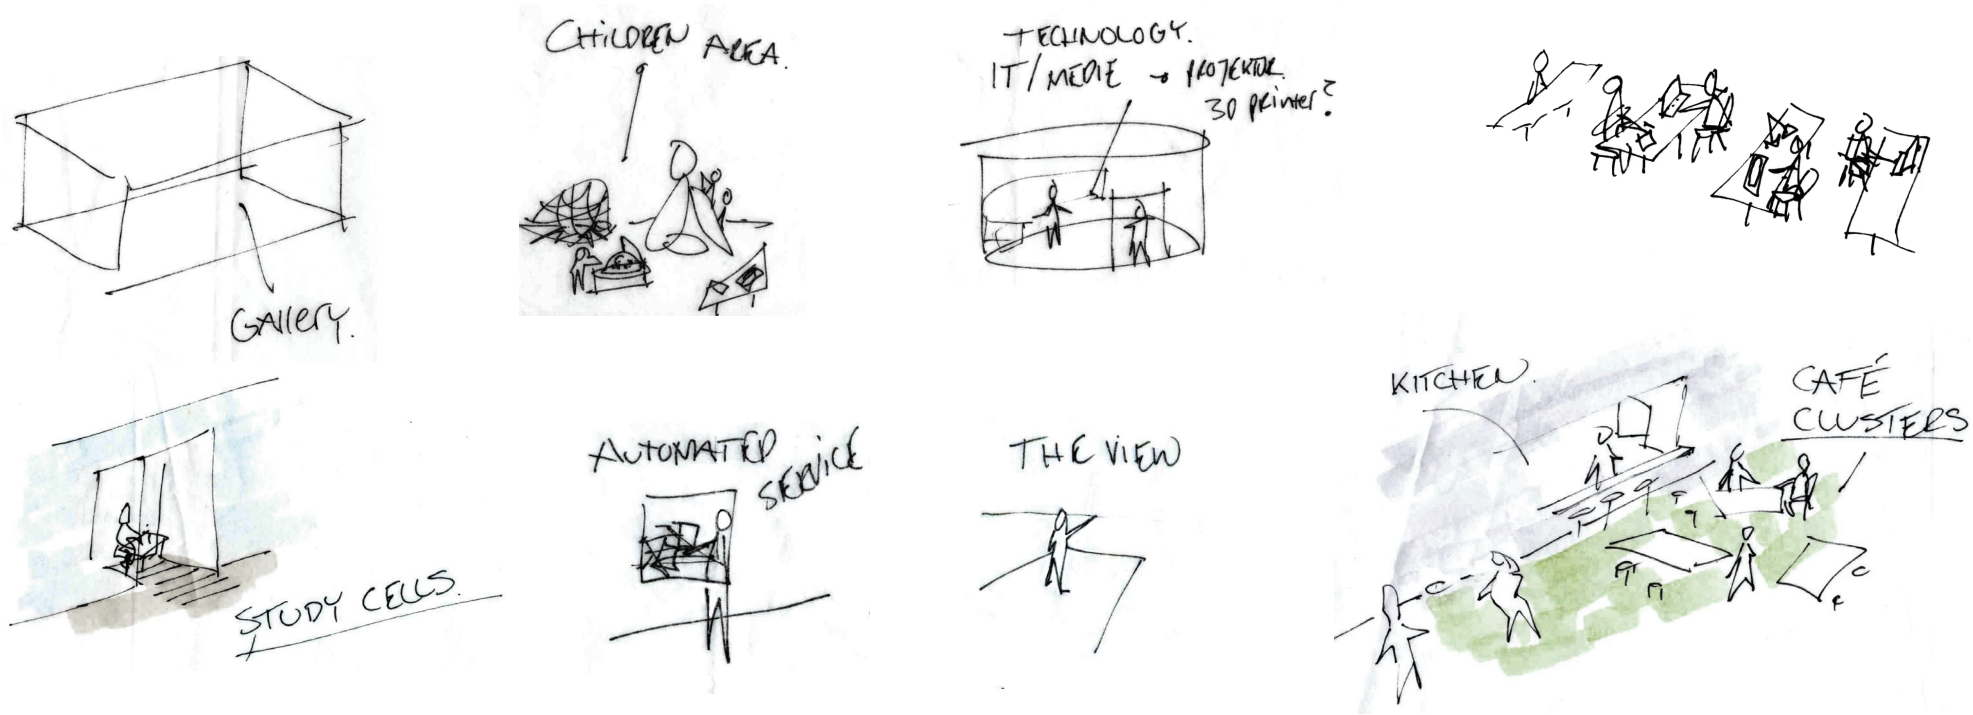 CHILDREN AREA.
TECHNOLOGY.
IT/MEDIE → PROJEKTOR.
3D printer?
GAllery.
KITCHEN.
CAFÉ
CLUSTERS
AUTOMATED
SERVICE
THE VIEW
STUDY CELLS.